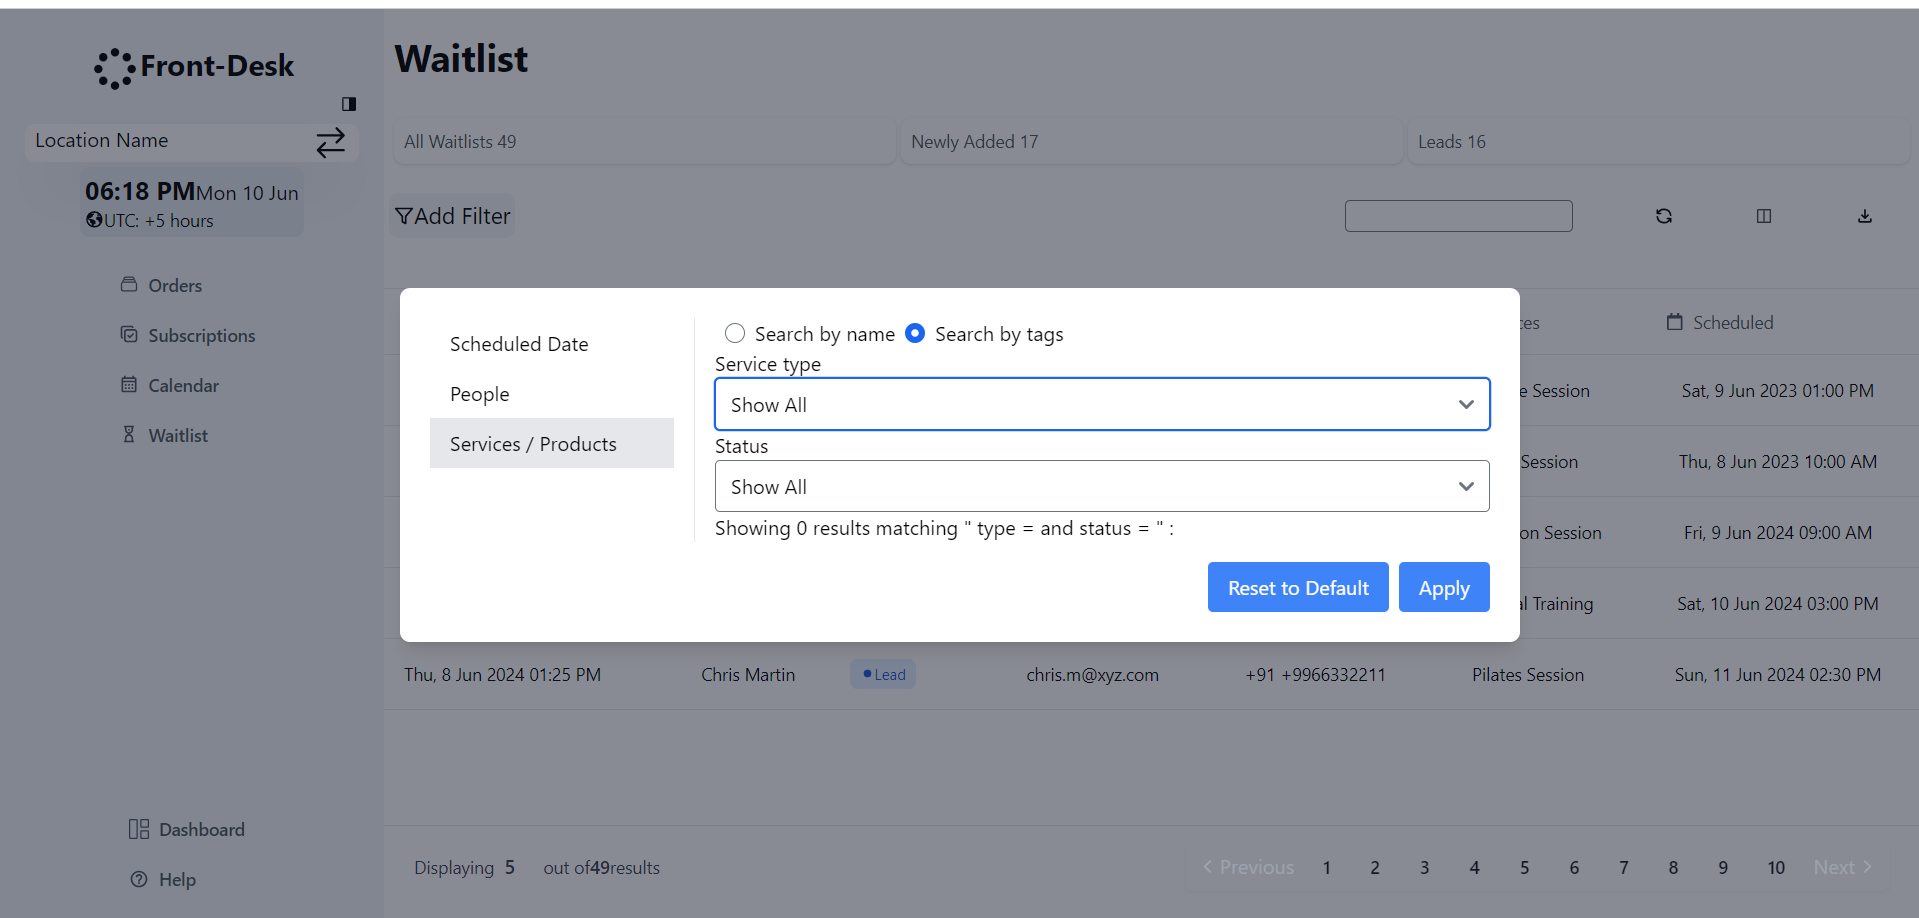 Front-Desk
Location Name
06:18 PM Mon 10 Jun
UTC: +5 hours
Orders
Subscriptions
Calendar
Waitlist
Dashboard
Help
Waitlist
All Waitlists 49
Newly Added 17
Leads 16
Add Filter
Scheduled
Session Sat, 9 Jun 2023 01:00 PM
Session Thu, 8 Jun 2023 10:00 AM
Session Fri, 9 Jun 2024 09:00 AM
Training Sat, 10 Jun 2024 03:00 PM
Thu, 8 Jun 2024 01:25 PM Chris Martin Lead chris.m@xyz.com +91 +9966332211 Pilates Session Sun, 11 Jun 2024 02:30 PM
Scheduled Date
People
Services / Products
Search by name Search by tags
Service type
Show All
Status
Show All
Showing 0 results matching " type = and status = " :
Reset to Default Apply
Displaying 5 out of49results
Previous 1 2 3 4 5 6 7 8 9 10 Next